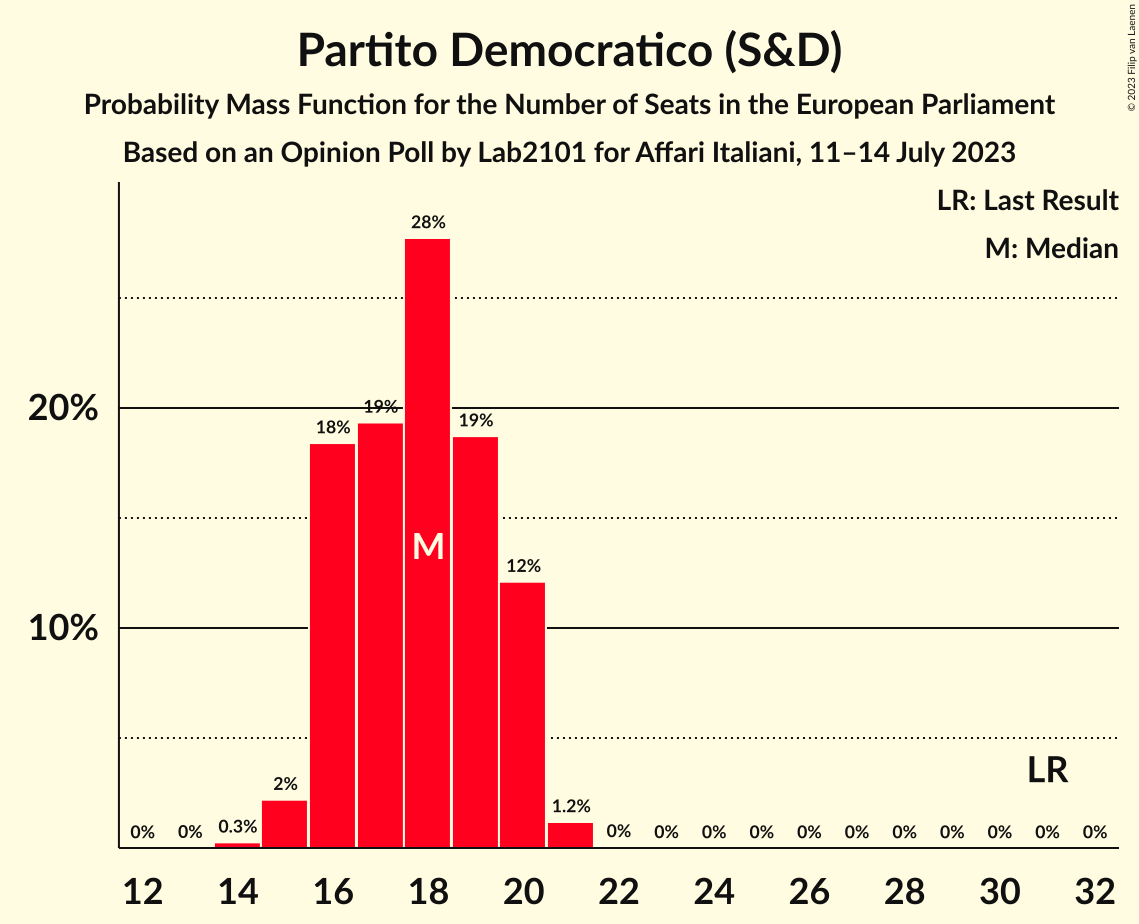 Partito Democratico (S&D)
Probability Mass Function for the Number of Seats in the European Parliament
Based on an Opinion Poll by Lab2101 for Affari Italiani, 11–14 July 2023
© 2023 Filip van Laenen
LR: Last Result
M: Median
20%
10%
0% 0% 0.3% 2% 18% 19% 28% 19% 12% 1.2% 0% 0% 0% 0% 0% 0% 0% 0% 0% 0% 0%
M
LR
12 14 16 18 20 22 24 26 28 30 32